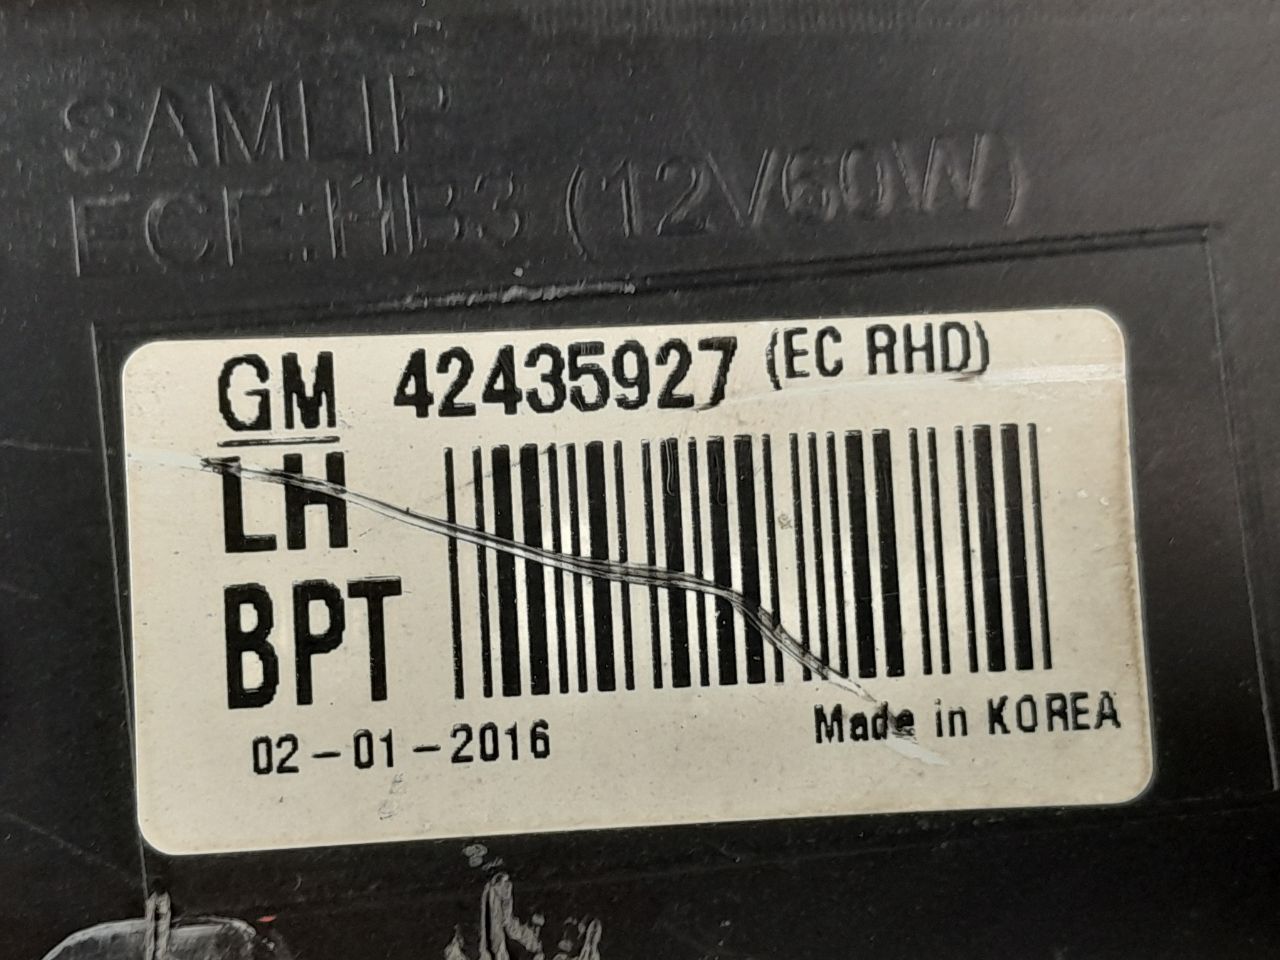 SAMLIP
ECE:HB3 (12V60W)
GM 42435927 (EC RHD)
LH
BPT
02-01-2016
Made in KOREA